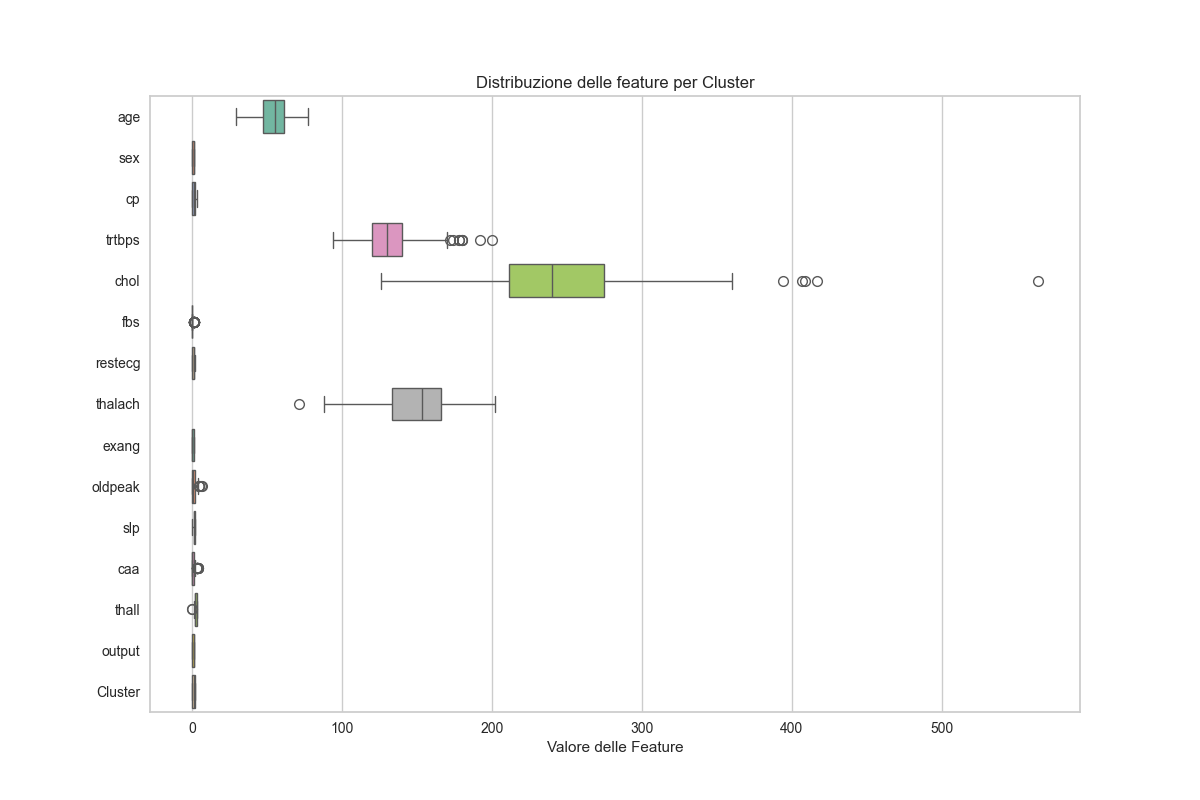 Distribuzione delle feature per Cluster
age
sex
cp
trtbps
chol
fbs
restecg
thalach
exang
oldpeak
slp
caa
thall
output
Cluster
0 100 200 300 400 500
Valore delle Feature